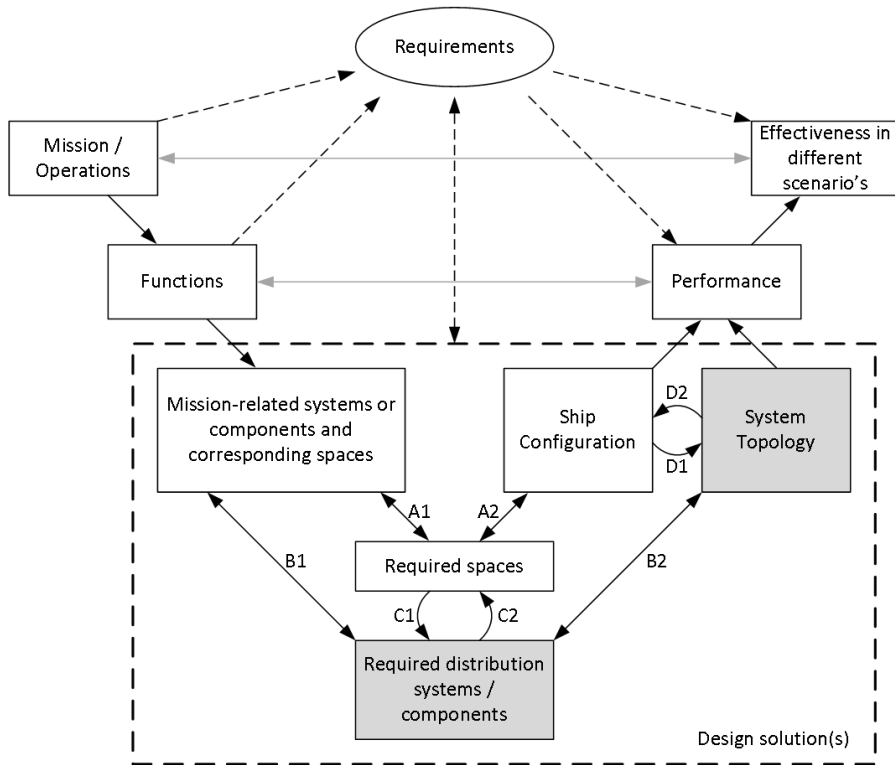 Requirements
Mission /
Operations
Effectiveness in
different
scenario's
Functions
Performance
Mission-related systems or
components and
corresponding spaces
Ship
Configuration
D2
D1
System
Topology
A1
A2
B1
B2
Required spaces
C1
C2
Required distribution
systems /
components
Design solution(s)